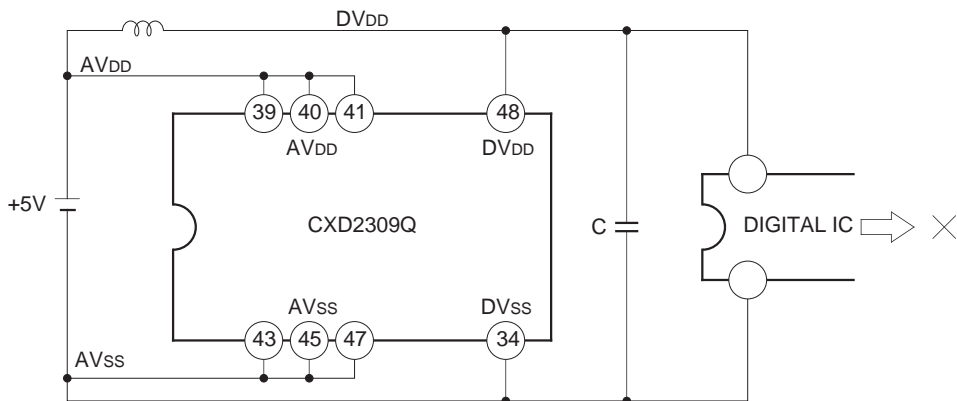 DVDD
AVDD
39 40 41 48
AVDD DVDD
+5V CXD2309Q C DIGITAL IC
AVSS DVSS
43 45 47 34
AVSS